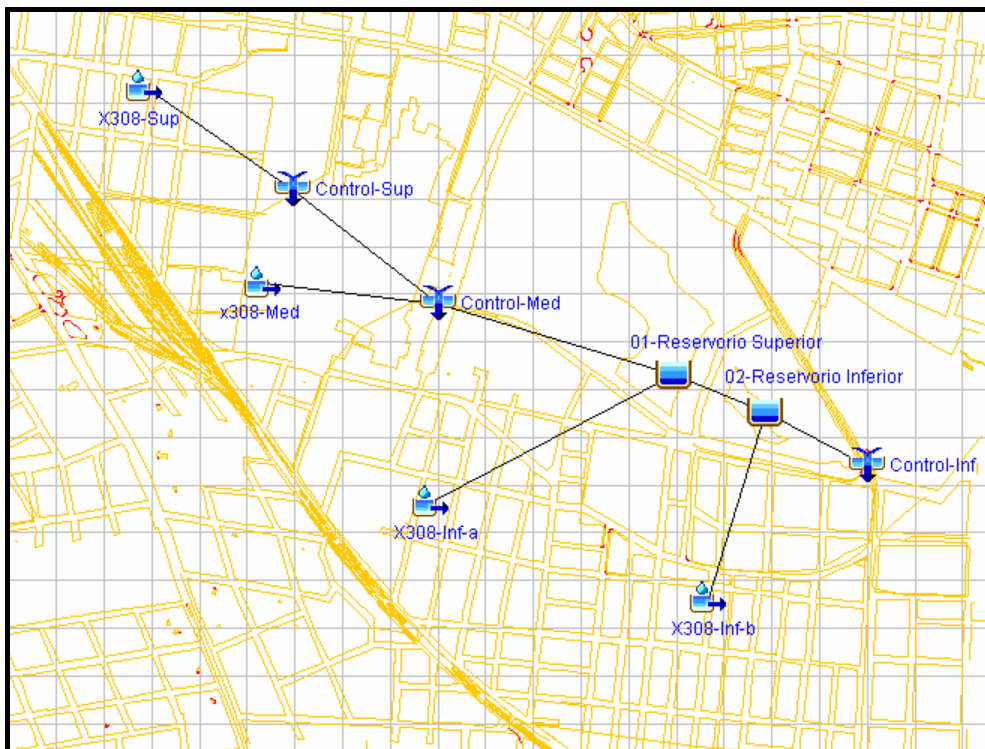 X308-Sup
Control-Sup
x308-Med
Control-Med
01-Reservorio Superior
02-Reservorio Inferior
Control-Inf
X308-Inf-a
X308-Inf-b